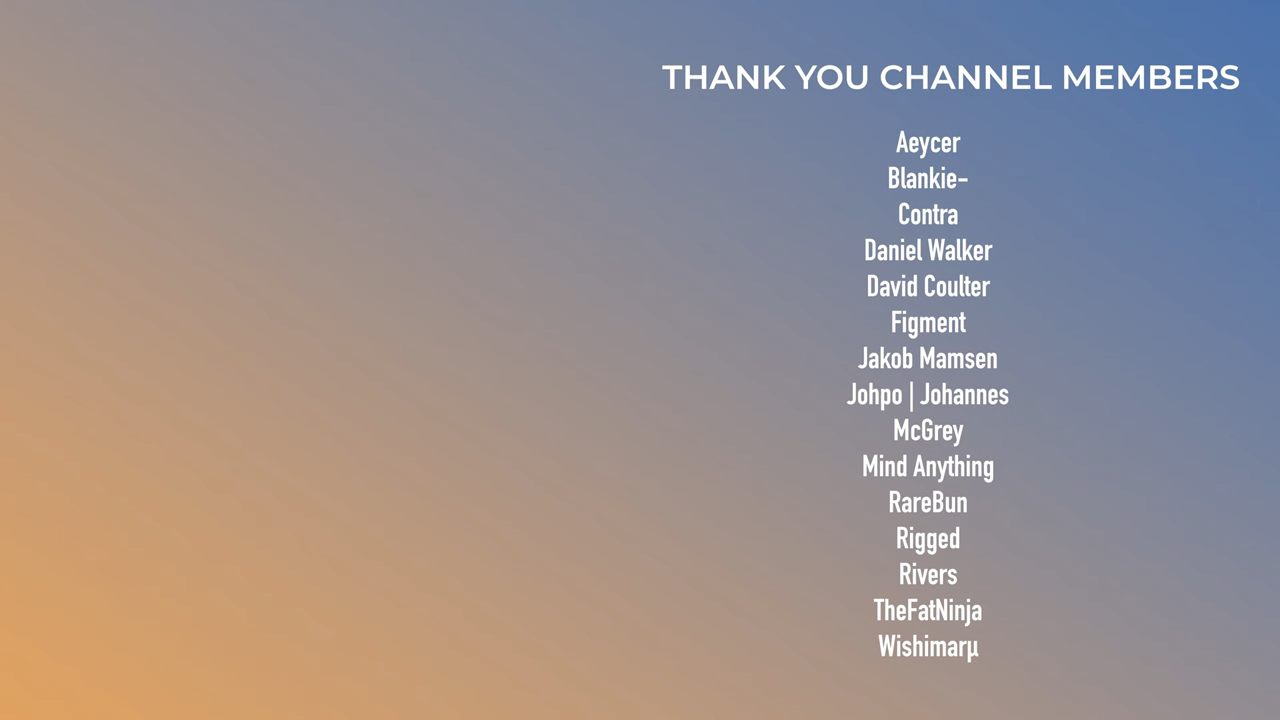 THANK YOU CHANNEL MEMBERS
Aeycer
Blankie-
Contra
Daniel Walker
David Coulter
Figment
Jakob Mamsen
Johpo | Johannes
McGrey
Mind Anything
RareBun
Rigged
Rivers
TheFatNinja
Wishimarµ